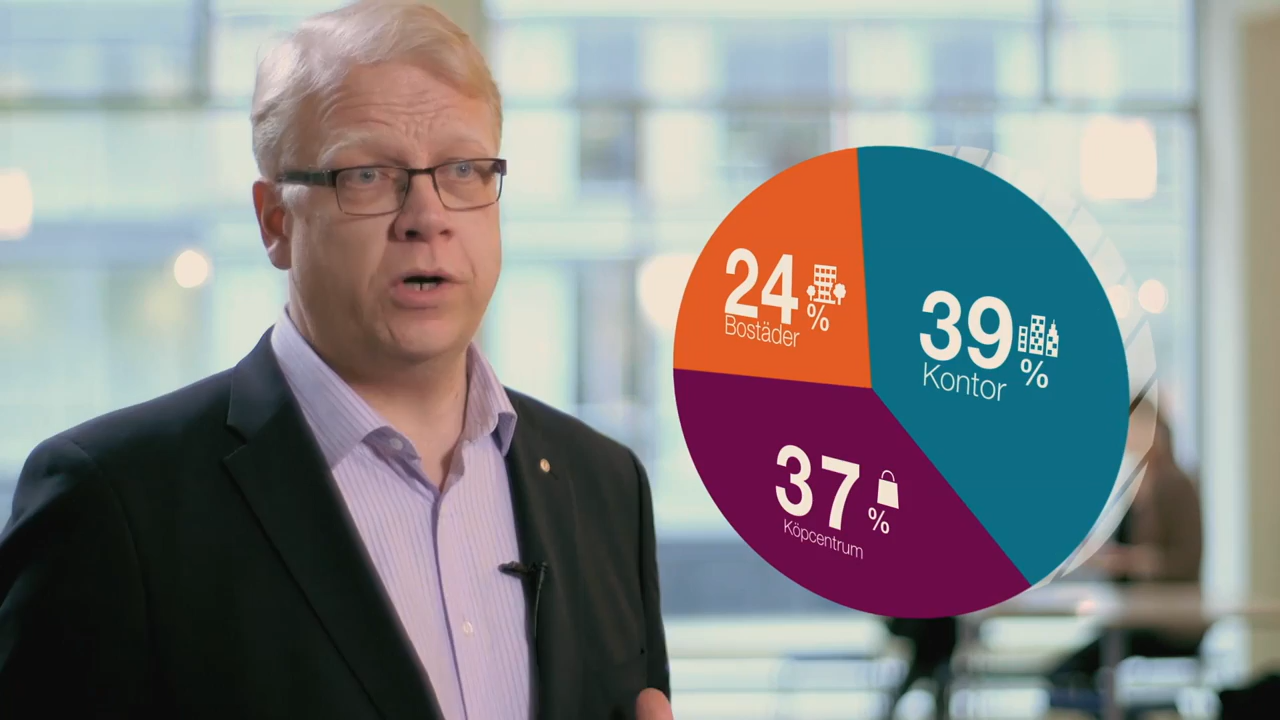 24 %
Bostäder
39 %
Kontor
37 %
Köpcentrum